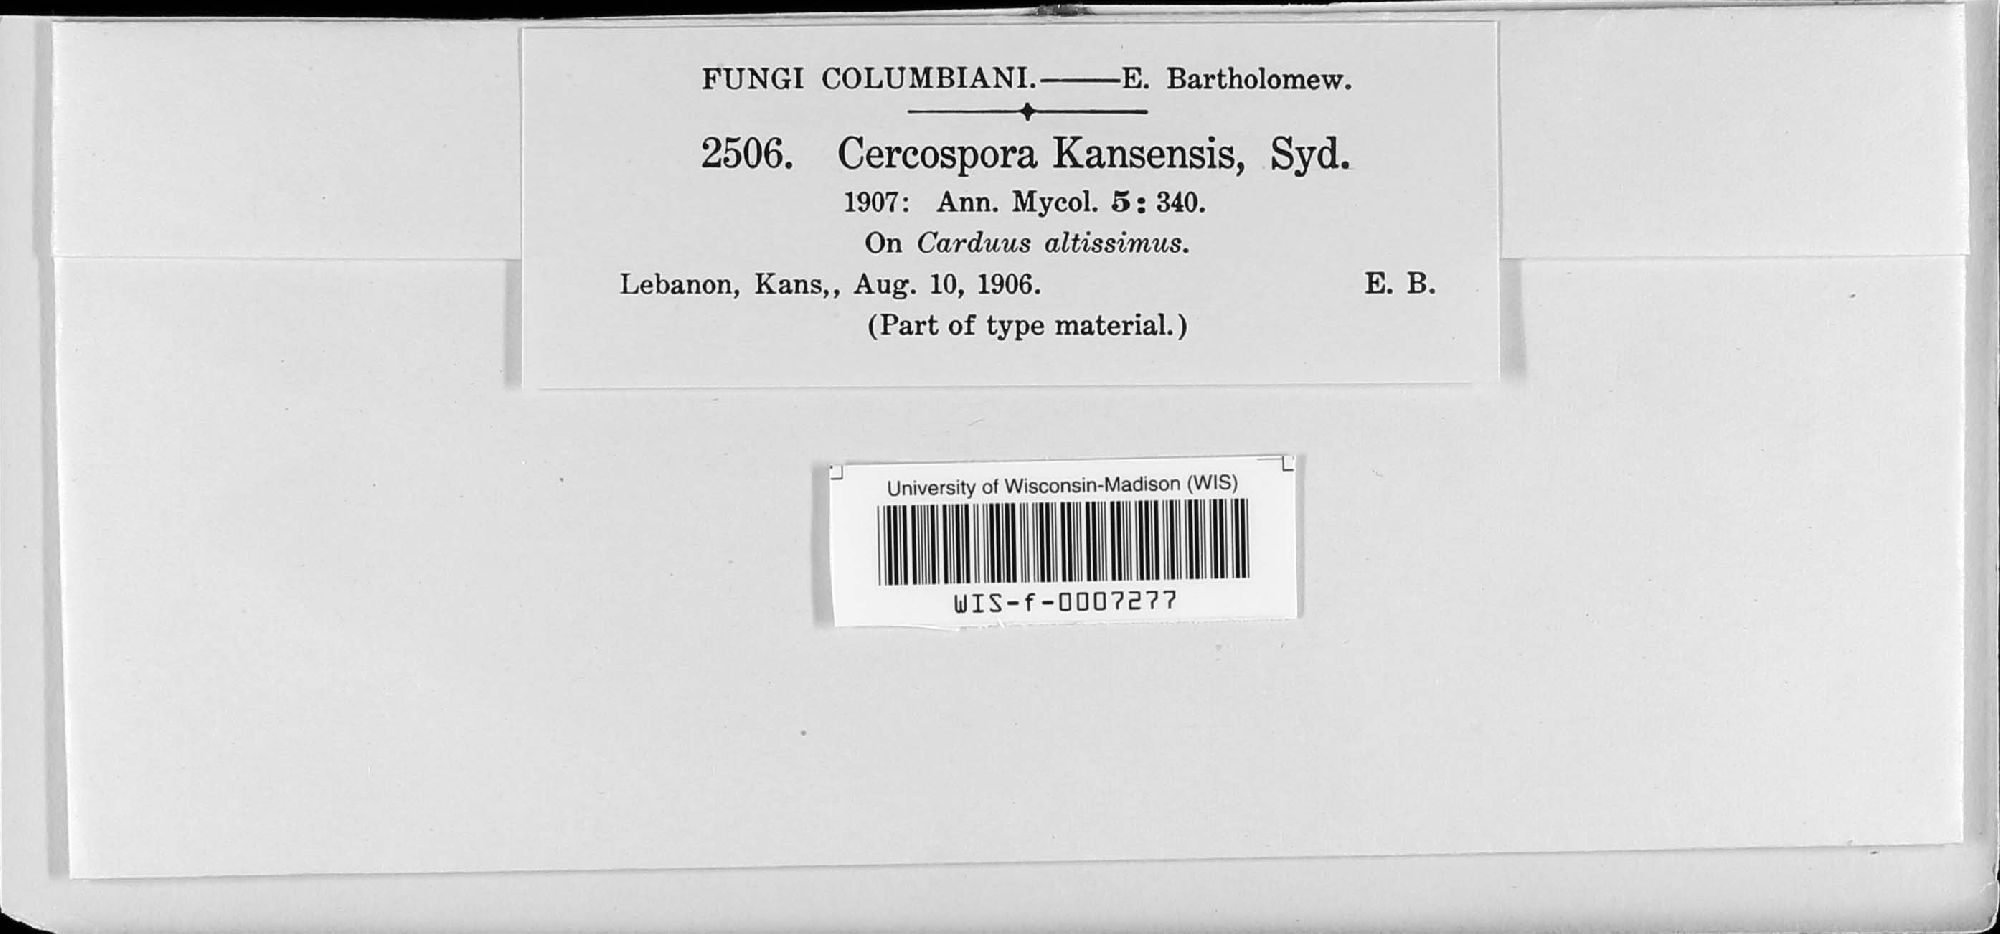 FUNGI COLUMBIANI.——E. Bartholomew.
2506. Cercospora Kansensis, Syd.
1907: Ann. Mycol. 5: 340.
On Carduus altissimus.
Lebanon, Kans,, Aug. 10, 1906. E. B.
(Part of type material.)
University of Wisconsin-Madison (WIS)
WIS-f-0007277